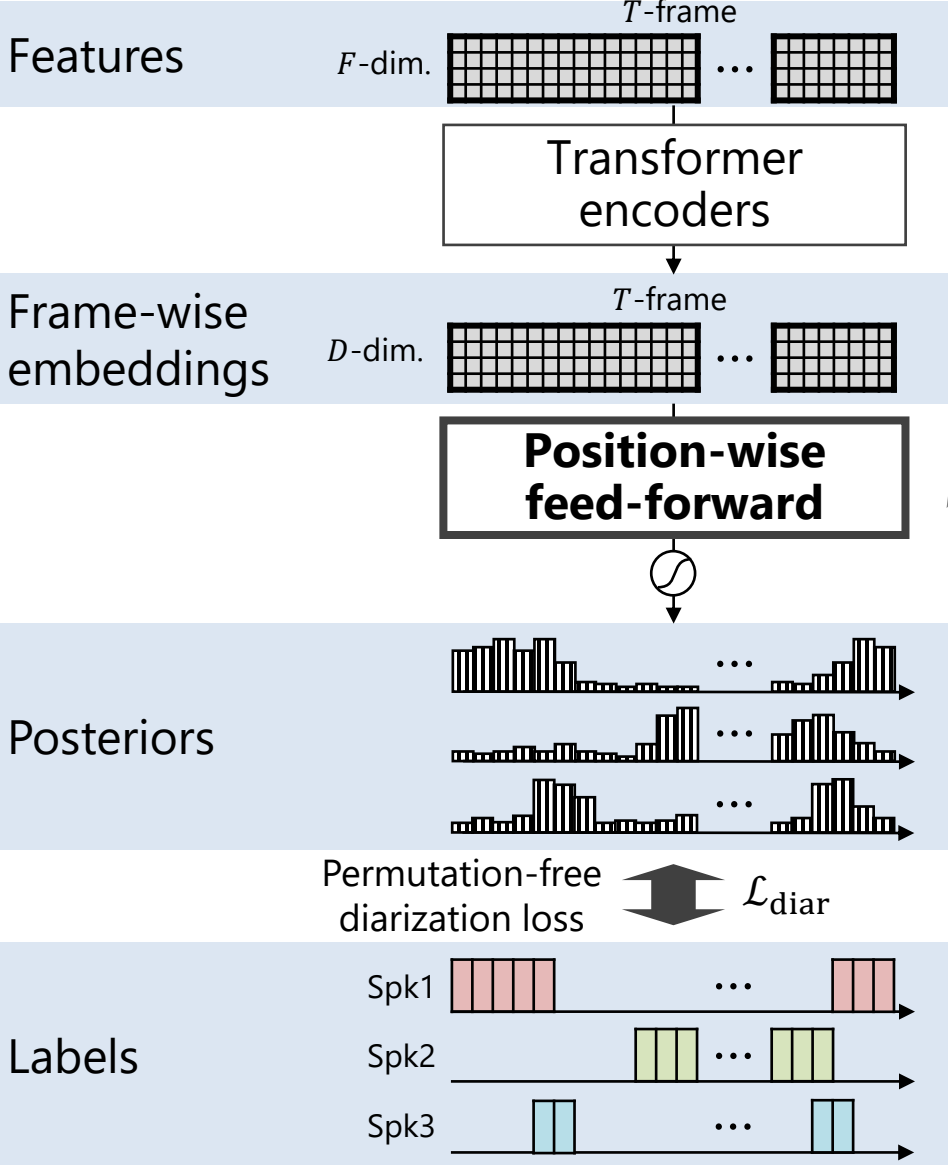 T-frame
Features
F-dim.
...
Transformer
encoders
T-frame
Frame-wise
embeddings
D-dim.
...
Position-wise
feed-forward
...
Posteriors
...
...
Permutation-free
diarization loss
ℒdiar
Spk1
...
Labels
Spk2
...
Spk3
...